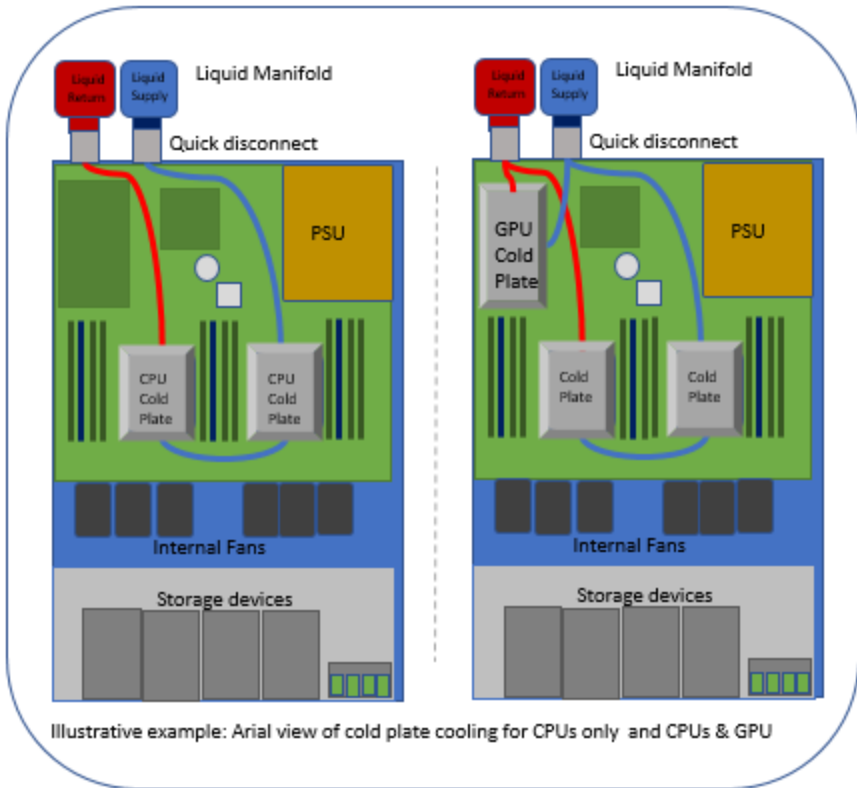 Liquid
Return
Liquid
Supply
Liquid Manifold
Quick disconnect
PSU
CPU
Cold
Plate
CPU
Cold
Plate
Internal Fans
Storage devices
Liquid
Return
Liquid
Supply
Liquid Manifold
Quick disconnect
GPU
Cold
Plate
PSU
Cold
Plate
Cold
Plate
Internal Fans
Storage devices
Illustrative example: Arial view of cold plate cooling for CPUs only and CPUs & GPU